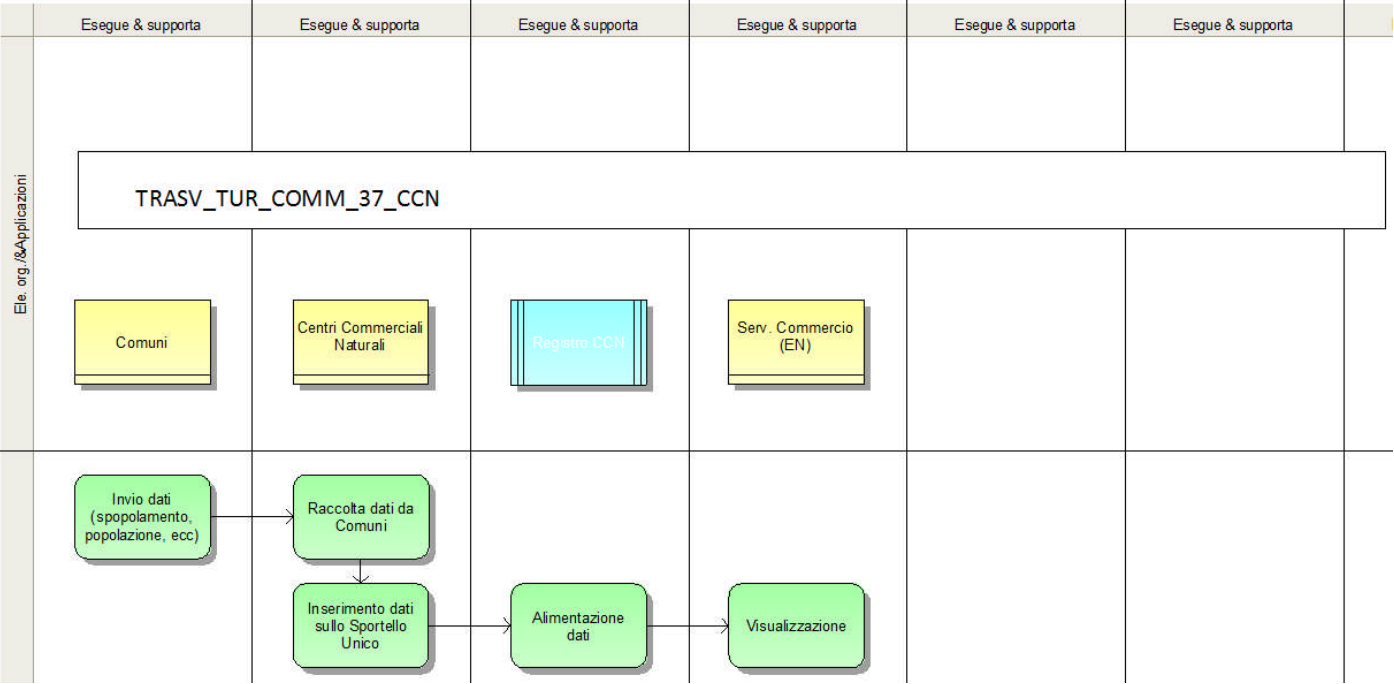 Esegue & supporta
Esegue & supporta
Esegue & supporta
Esegue & supporta
Esegue & supporta
Esegue & supporta
Ele. org./&Applicazioni
TRASV_TUR_COMM_37_CCN
Comuni
Centri Commerciali
Naturali
Registro CCN
Serv. Commercio
(EN)
Invio dati
(spopolamento,
popolazione, ecc)
Raccolta dati da
Comuni
Inserimento dati
sullo Sportello
Unico
Alimentazione
dati
Visualizzazione